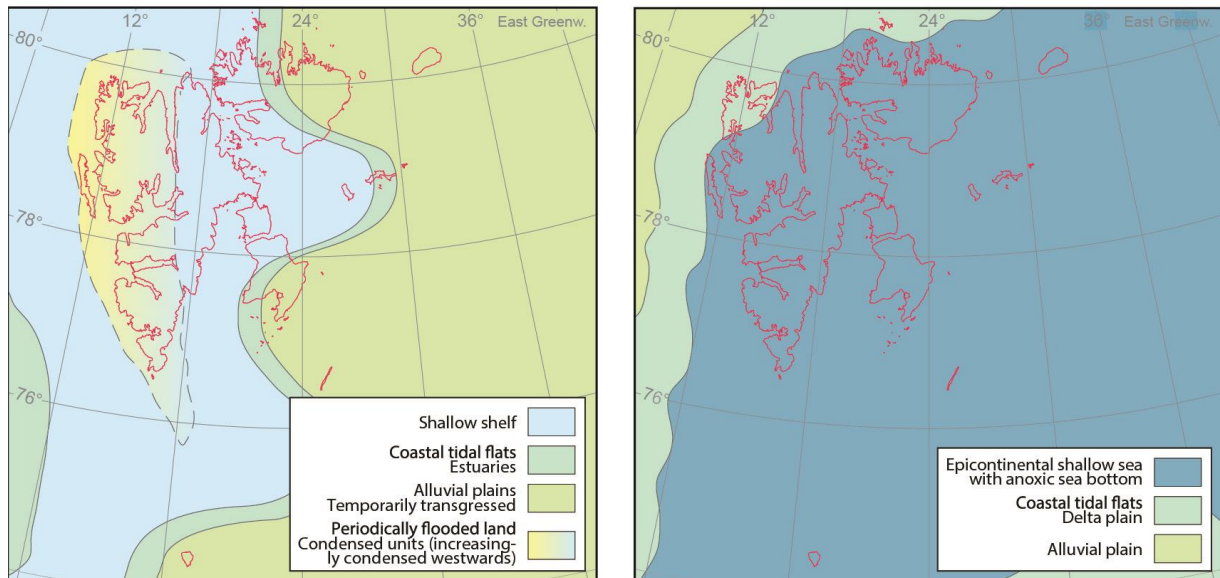 12°
24°
36°
East Greenw.
80°
78°
76°
Shallow shelf
Coastal tidal flats
Estuaries
Alluvial plains
Temporarily transgressed
Periodically flooded land
Condensed units (increasing-
ly condensed westwards)
12°
24°
36°
East Greenw.
80°
78°
76°
Epicontinental shallow sea
with anoxic sea bottom
Coastal tidal flats
Delta plain
Alluvial plain